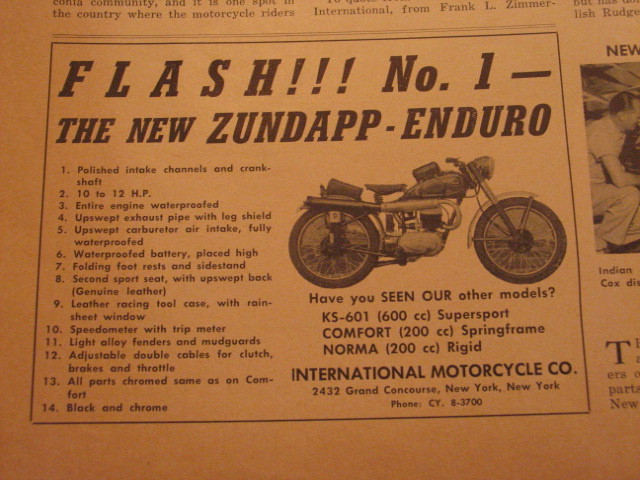 conia community, and it is one spot in
the country where the motorcycle riders
International, from Frank L. Zimmer-
lish Rudge
FLASH!!! No. 1 —
THE NEW ZUNDAPP - ENDURO
1. Polished intake channels and crank-
shaft
2. 10 to 12 H.P.
3. Entire engine waterproofed
4. Upswept exhaust pipe with leg shield
5. Upswept carburetor air intake, fully
waterproofed
6. Waterproofed battery, placed high
7. Folding foot rests and sidestand
8. Second sport seat, with upswept back
(Genuine leather)
9. Leather racing tool case, with rain-
sheet window
10. Speedometer with trip meter
11. Light alloy fenders and mudguards
12. Adjustable double cables for clutch,
brakes and throttle
13. All parts chromed same as on Com-
fort
14. Black and chrome
Have you SEEN OUR other models?
KS-601 (600 cc) Supersport
COMFORT (200 cc) Springframe
NORMA (200 cc) Rigid
INTERNATIONAL MOTORCYCLE CO.
2432 Grand Concourse, New York, New York
Phone: CY. 8-3700
NEW
Indian
Cox dis
T
ers o
parts
New